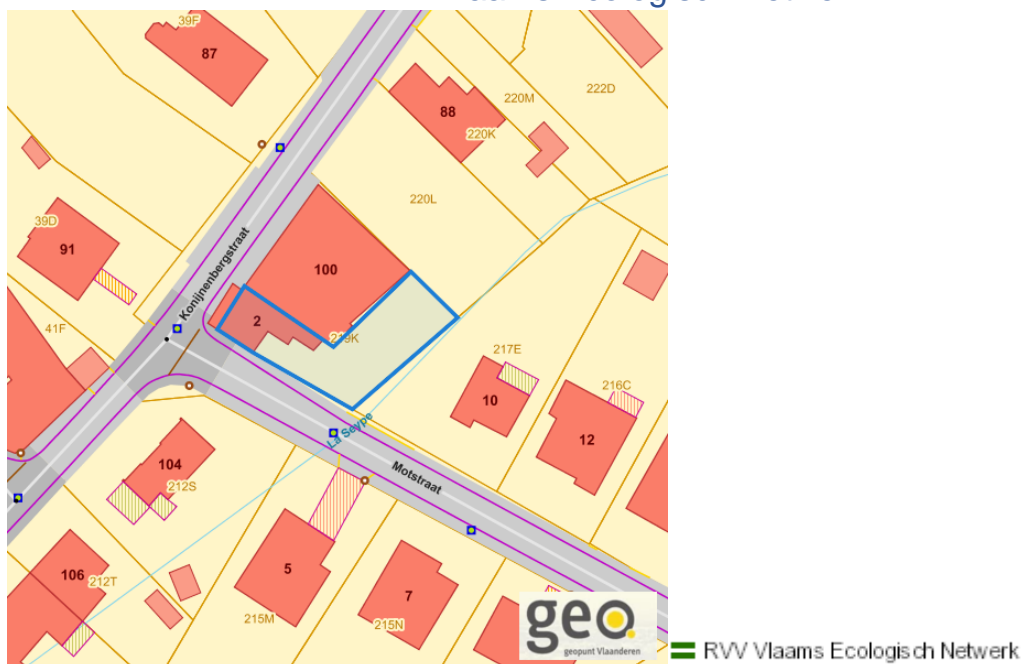 39F
87
88
220M
220K
222D
220L
39D
91
Konijnenbergstraat
100
2
219K
41F
217E
216C
10
12
La Seype
Motstraat
104
212S
106
212T
5
7
215M
215N
geo
geopunt Vlaanderen
RVV Vlaams Ecologisch Netwerk